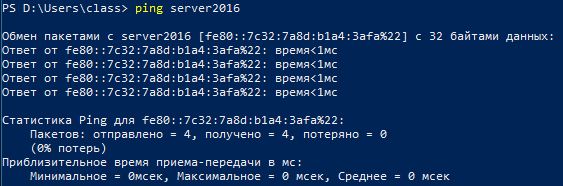 PS D:\Users\class> ping server2016
Обмен пакетами с server2016 [fe80::7c32:7a8d:b1a4:3afa%22] с 32 байтами данных:
Ответ от fe80::7c32:7a8d:b1a4:3afa%22: время<1мс
Ответ от fe80::7c32:7a8d:b1a4:3afa%22: время<1мс
Ответ от fe80::7c32:7a8d:b1a4:3afa%22: время<1мс
Ответ от fe80::7c32:7a8d:b1a4:3afa%22: время<1мс
Статистика Ping для fe80::7c32:7a8d:b1a4:3afa%22:
Пакетов: отправлено = 4, получено = 4, потеряно = 0
(0% потерь)
Приблизительное время приема-передачи в мс:
Минимальное = 0мсек, Максимальное = 0 мсек, Среднее = 0 мсек